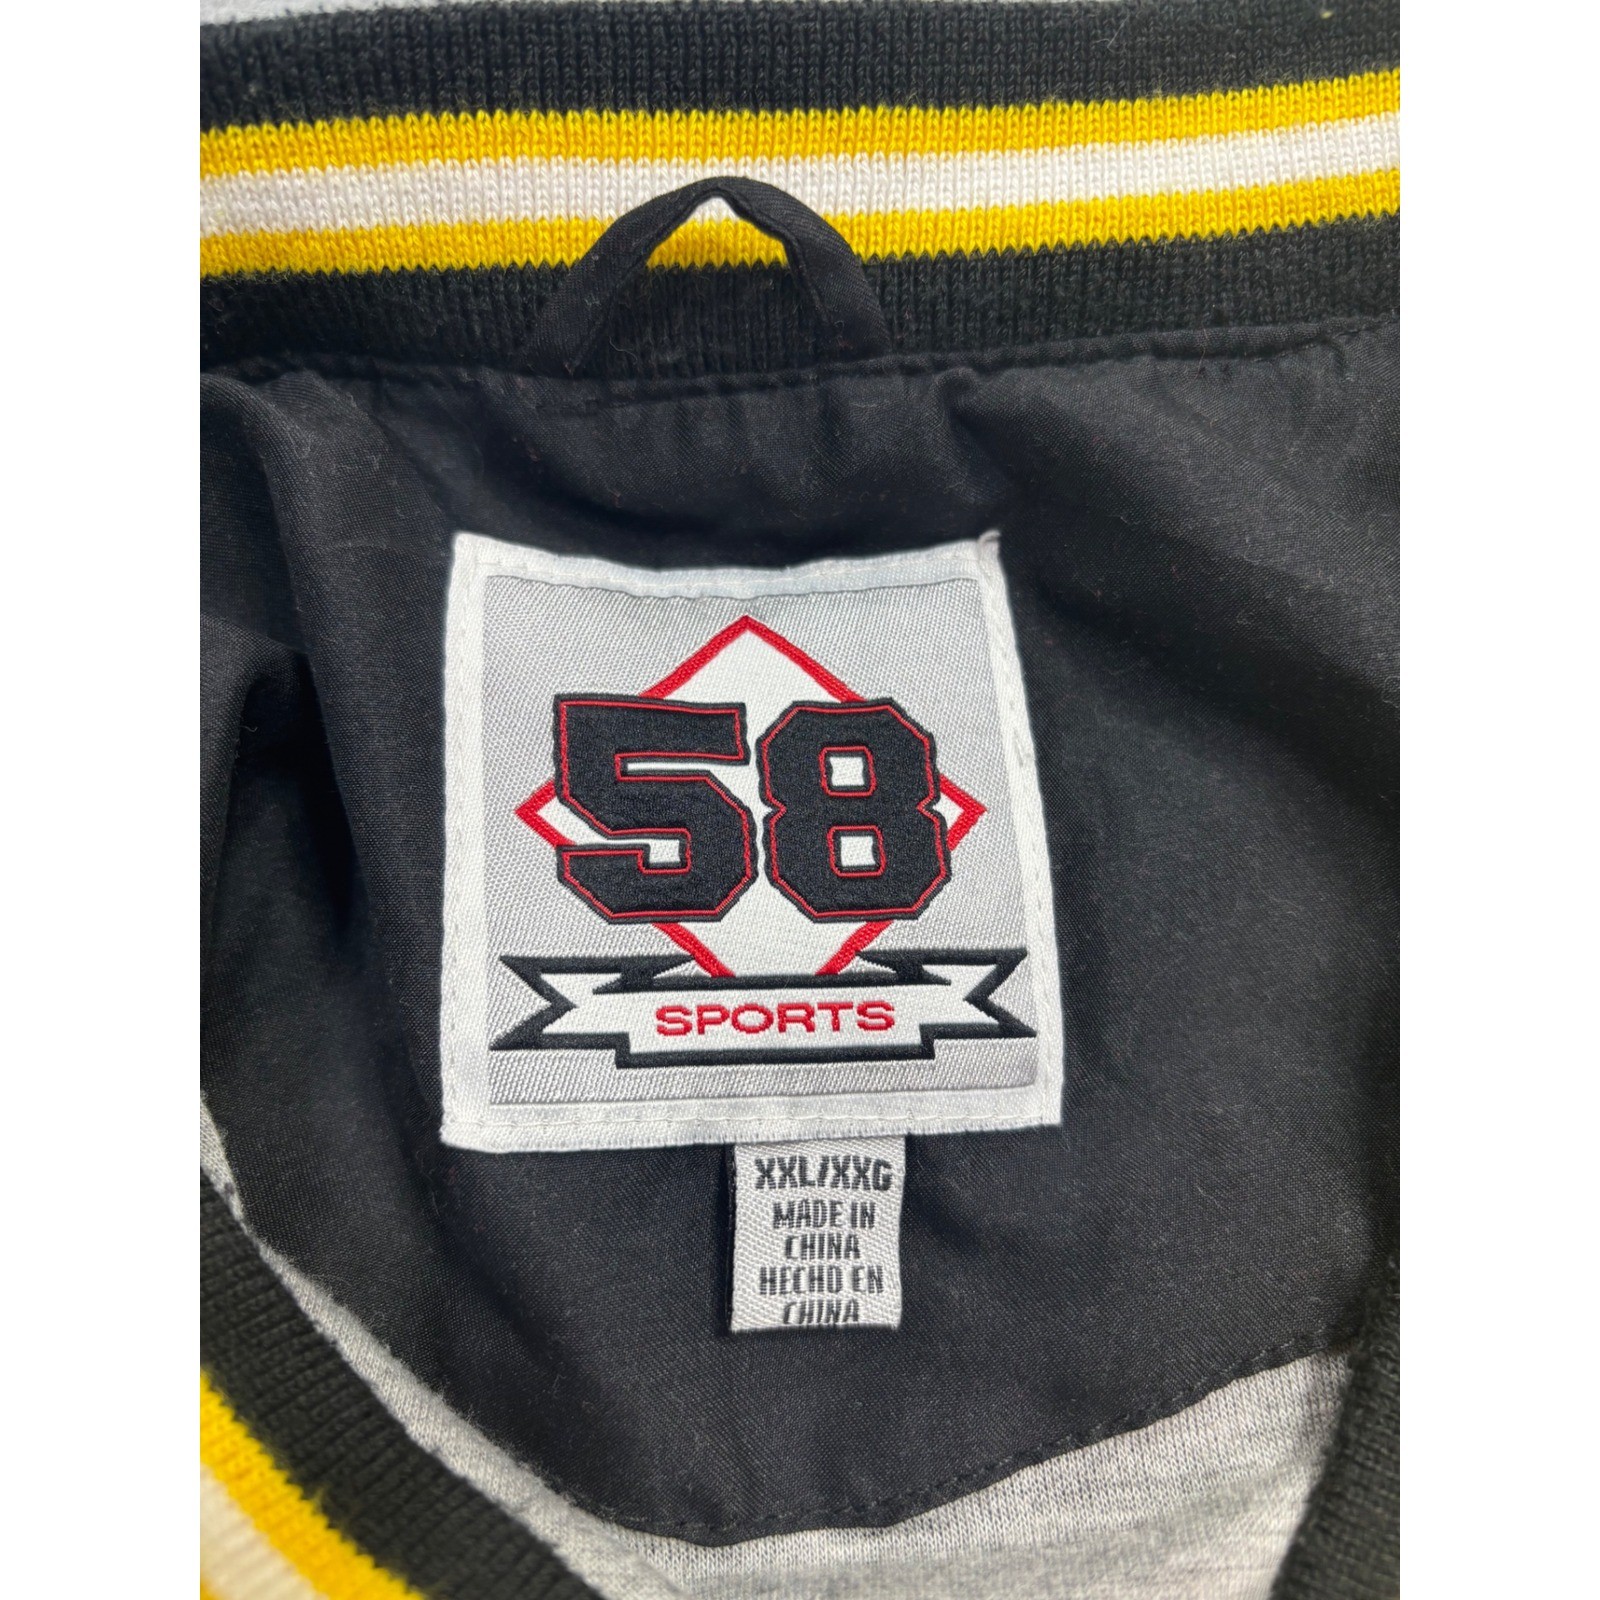 58
SPORTS
XXL/XXG
MADE IN
CHINA
HECHO EN
CHINA